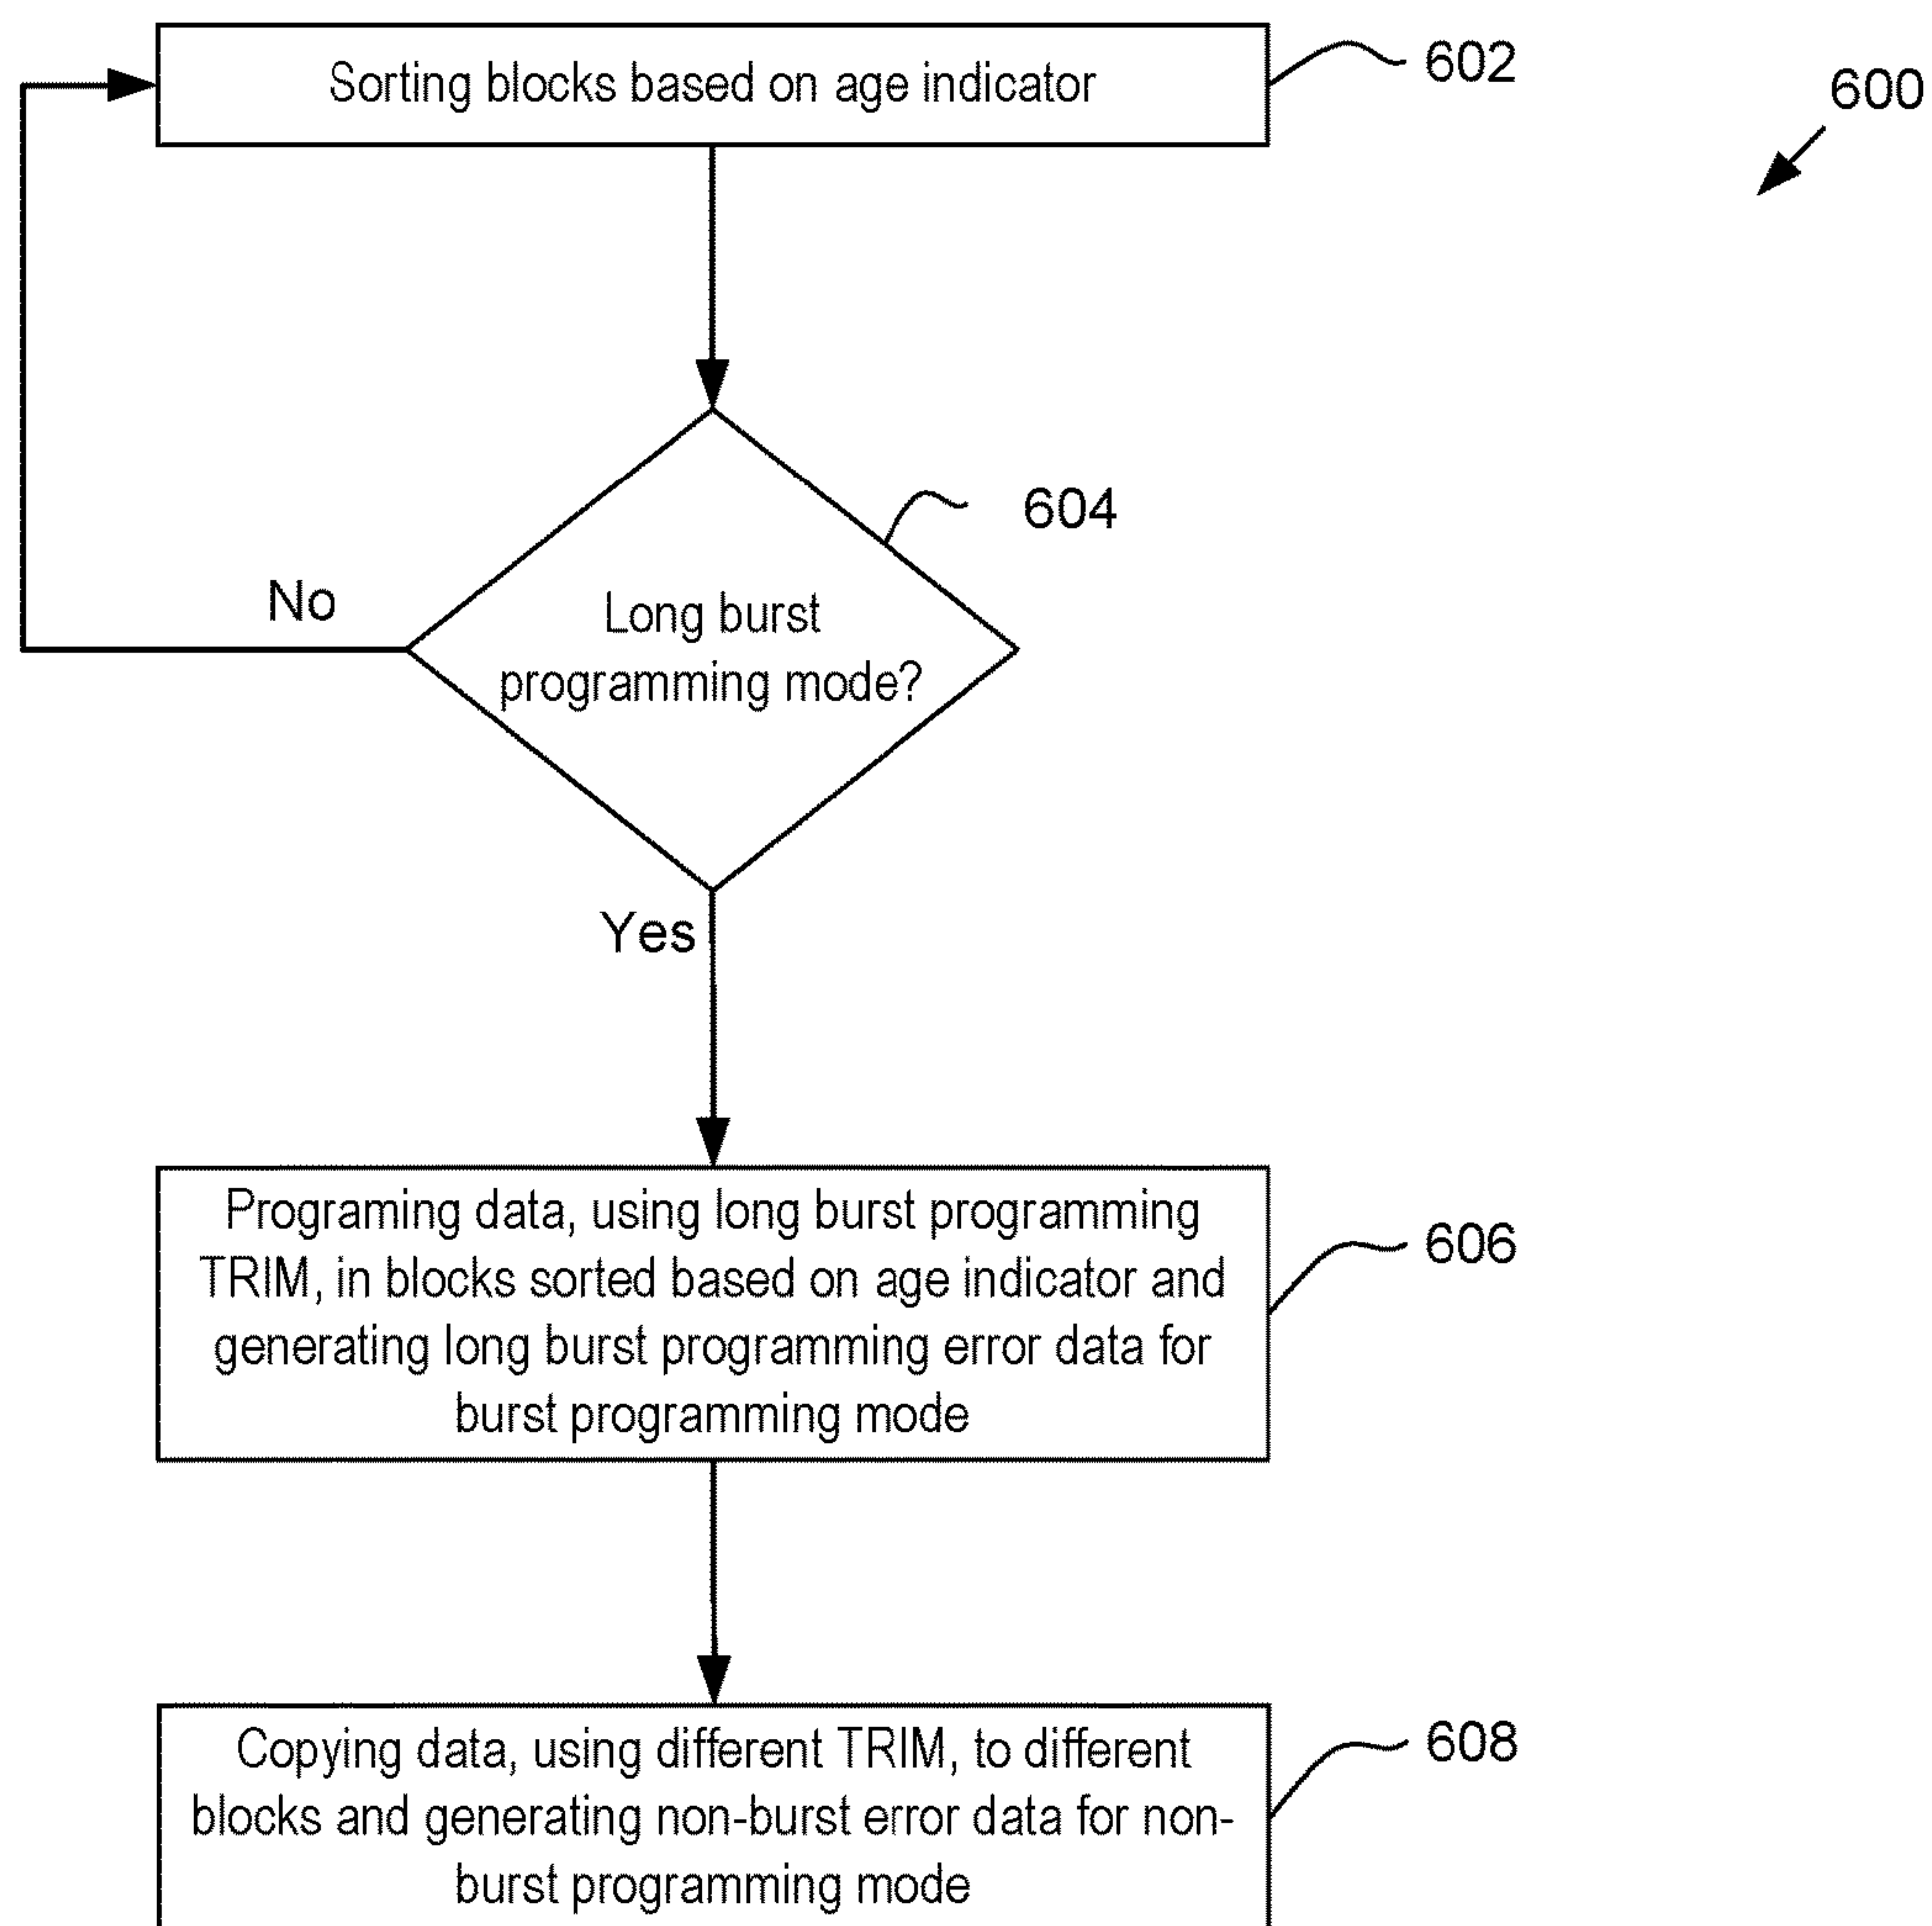 Sorting blocks based on age indicator
602
600
604
No
Long burst
programming mode?
Yes
Programing data, using long burst programming
TRIM, in blocks sorted based on age indicator and
generating long burst programming error data for
burst programming mode
606
Copying data, using different TRIM, to different
blocks and generating non-burst error data for non-
burst programming mode
608